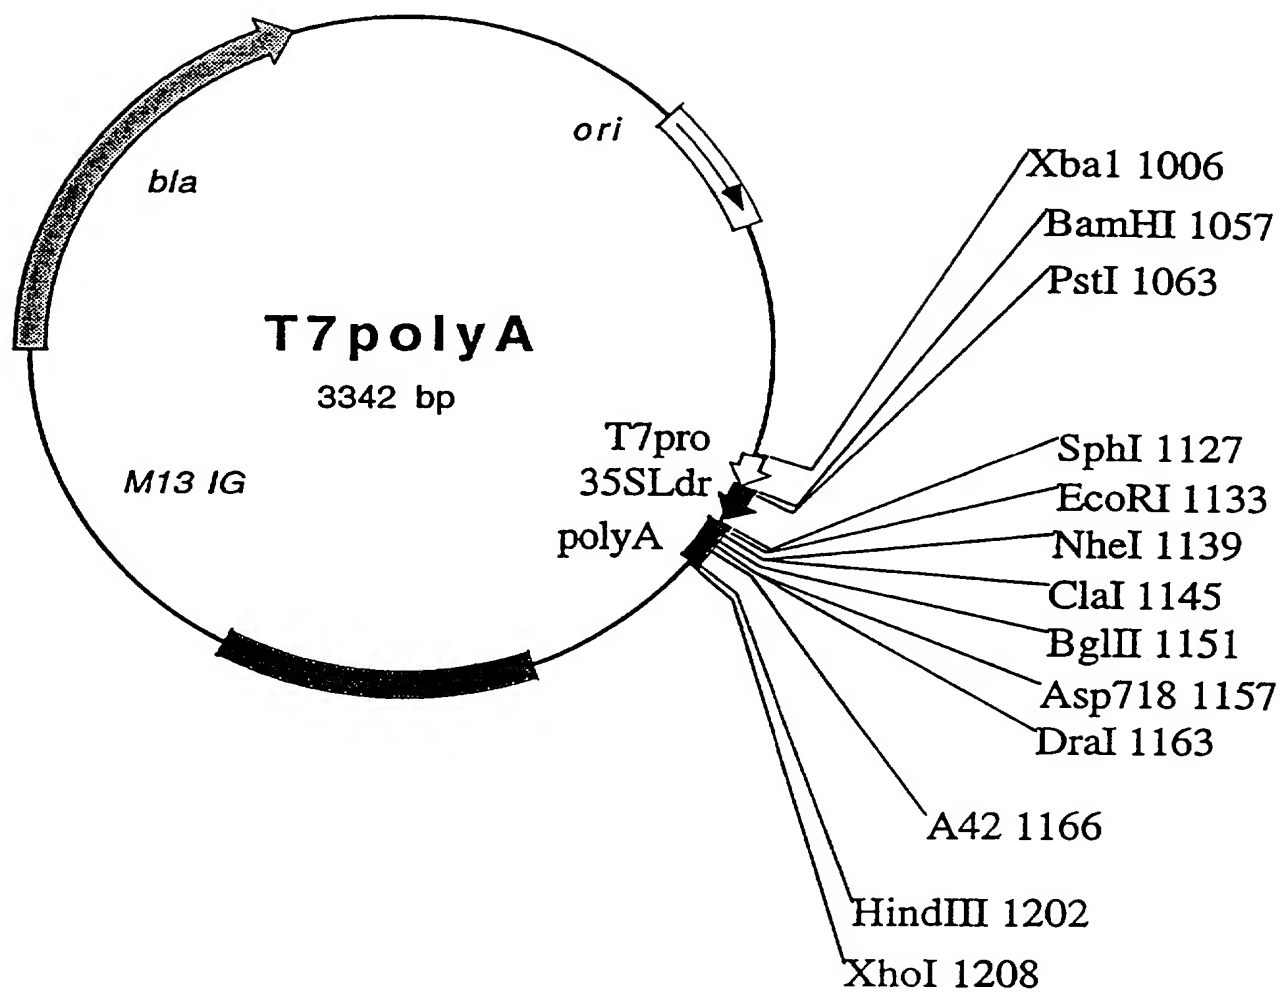 ori
bla
Xba1 1006
BamHI 1057
PstI 1063
T7polyA
3342 bp
T7pro
35SLdr
polyA
M13 IG
SphI 1127
EcoRI 1133
NheI 1139
ClaI 1145
BglII 1151
Asp718 1157
DraI 1163
A42 1166
HindIII 1202
XhoI 1208